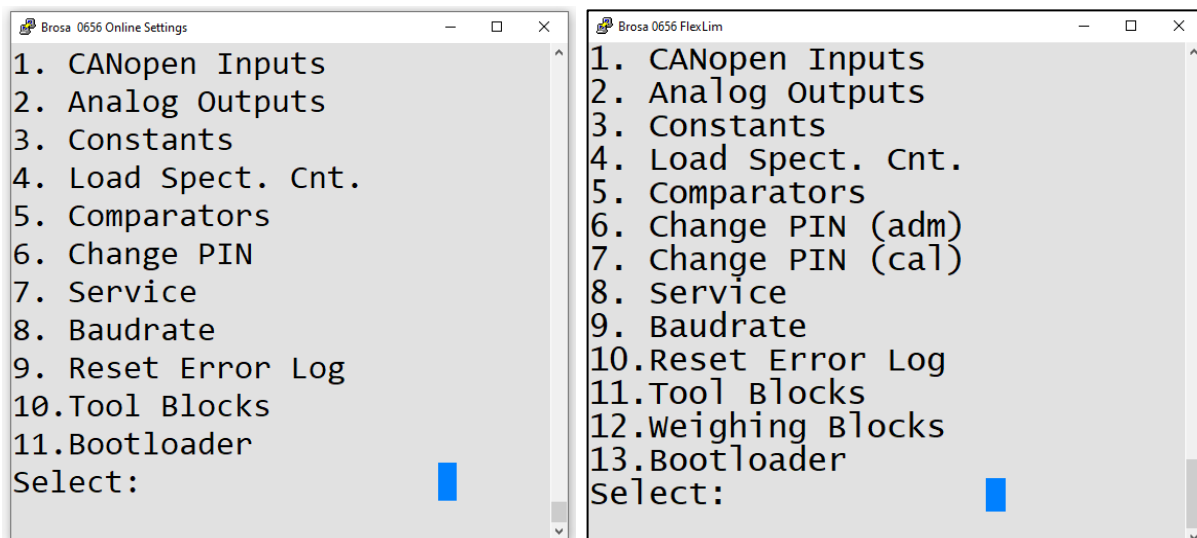 Brosa 0656 Online Settings
1. CANopen Inputs
2. Analog Outputs
3. Constants
4. Load Spect. Cnt.
5. Comparators
6. Change PIN
7. Service
8. Baudrate
9. Reset Error Log
10.Tool Blocks
11.Bootloader
Select:
Brosa 0656 FlexLim
1. CANopen Inputs
2. Analog Outputs
3. Constants
4. Load Spect. Cnt.
5. Comparators
6. Change PIN (adm)
7. Change PIN (cal)
8. Service
9. Baudrate
10.Reset Error Log
11.Tool Blocks
12.Weighing Blocks
13.Bootloader
Select: